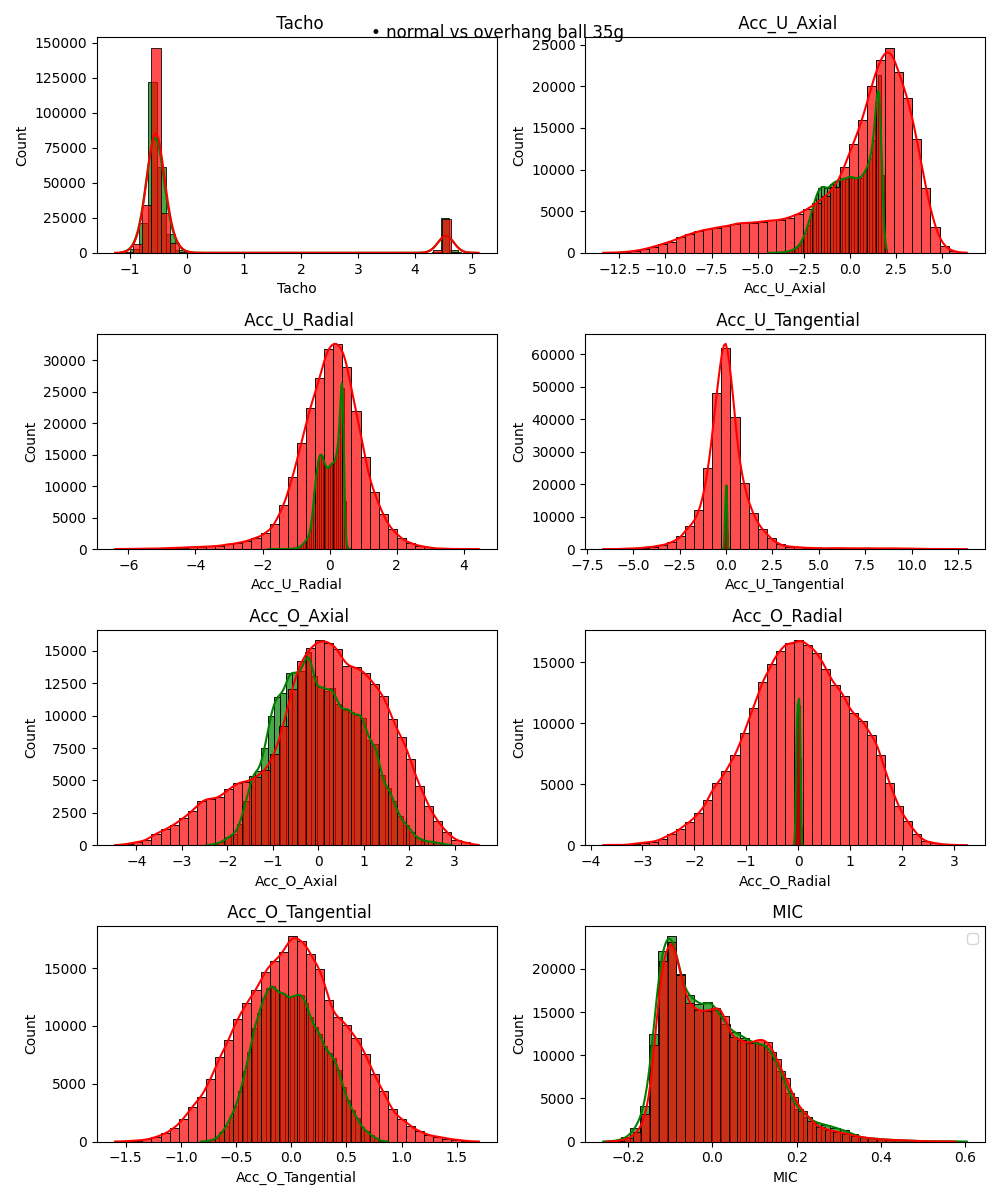 • normal vs overhang ball 35g
Tacho
150000
125000
100000
75000
50000
25000
0
Count
−1 0 1 2 3 4 5
Tacho
Acc_U_Axial
25000
20000
15000
10000
5000
0
Count
−12.5 −10.0 −7.5 −5.0 −2.5 0.0 2.5 5.0
Acc_U_Axial
Acc_U_Radial
30000
25000
20000
15000
10000
5000
0
Count
−6 −4 −2 0 2 4
Acc_U_Radial
Acc_U_Tangential
60000
50000
40000
30000
20000
10000
0
Count
−7.5 −5.0 −2.5 0.0 2.5 5.0 7.5 10.0 12.5
Acc_U_Tangential
Acc_O_Axial
15000
12500
10000
7500
5000
2500
0
Count
−4 −3 −2 −1 0 1 2 3
Acc_O_Axial
Acc_O_Radial
15000
10000
5000
0
Count
−4 −3 −2 −1 0 1 2 3
Acc_O_Radial
Acc_O_Tangential
15000
10000
5000
0
Count
−1.5 −1.0 −0.5 0.0 0.5 1.0 1.5
Acc_O_Tangential
MIC
20000
15000
10000
5000
0
Count
−0.2 0.0 0.2 0.4 0.6
MIC